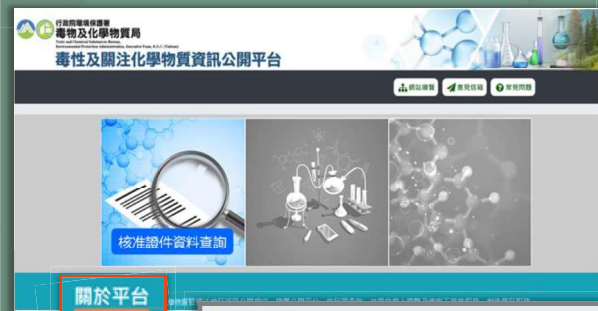 行政院環境保護署
毒物及化學物質局
Toxic and Chemical Substances Bureau,
Environmental Protection Administration, Executive Yuan, R.O.C. (Taiwan)
毒性及關注化學物質資訊公開平台
網站導覽
意見信箱
常見問題
核准證件資料查詢
關於平台